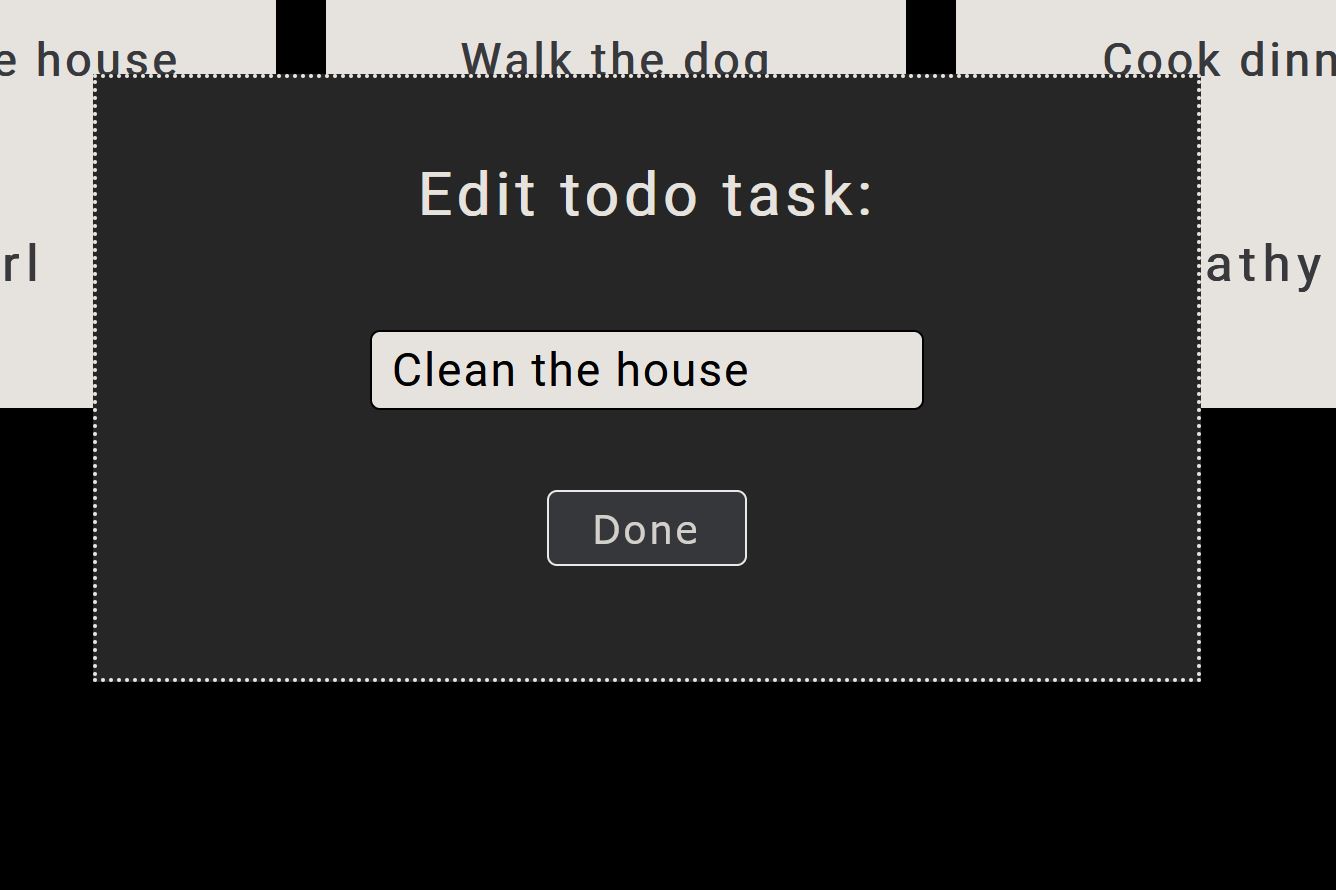 e house
Walk the dog
Cook dinn
Edit todo task:
rl
athy
Clean the house
Done